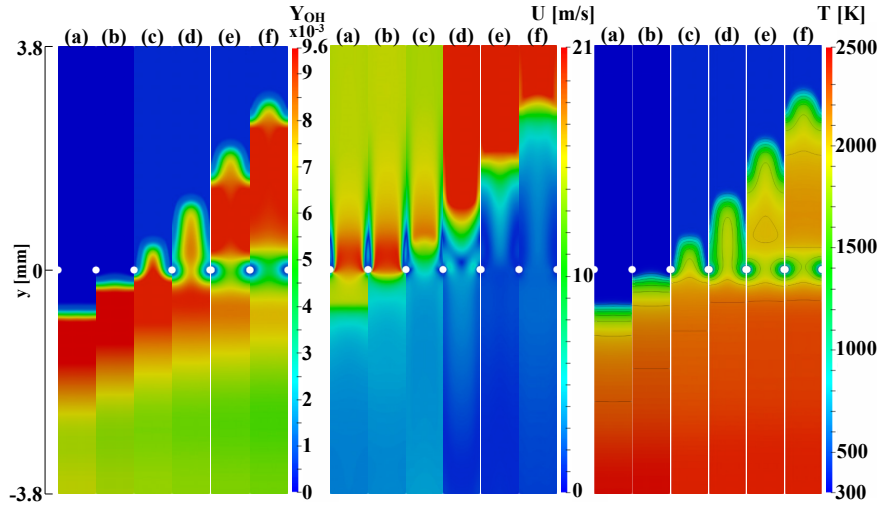 Y_OH
x10^-3
U [m/s]
T [K]
(a) (b) (c) (d) (e) (f)
(a) (b) (c) (d) (e) (f)
(a) (b) (c) (d) (e) (f)
3.8
0
-3.8
y [mm]
9.6
9
8
7
6
5
4
3
2
1
0
21
10
0
2500
2000
1400
1000
500
300